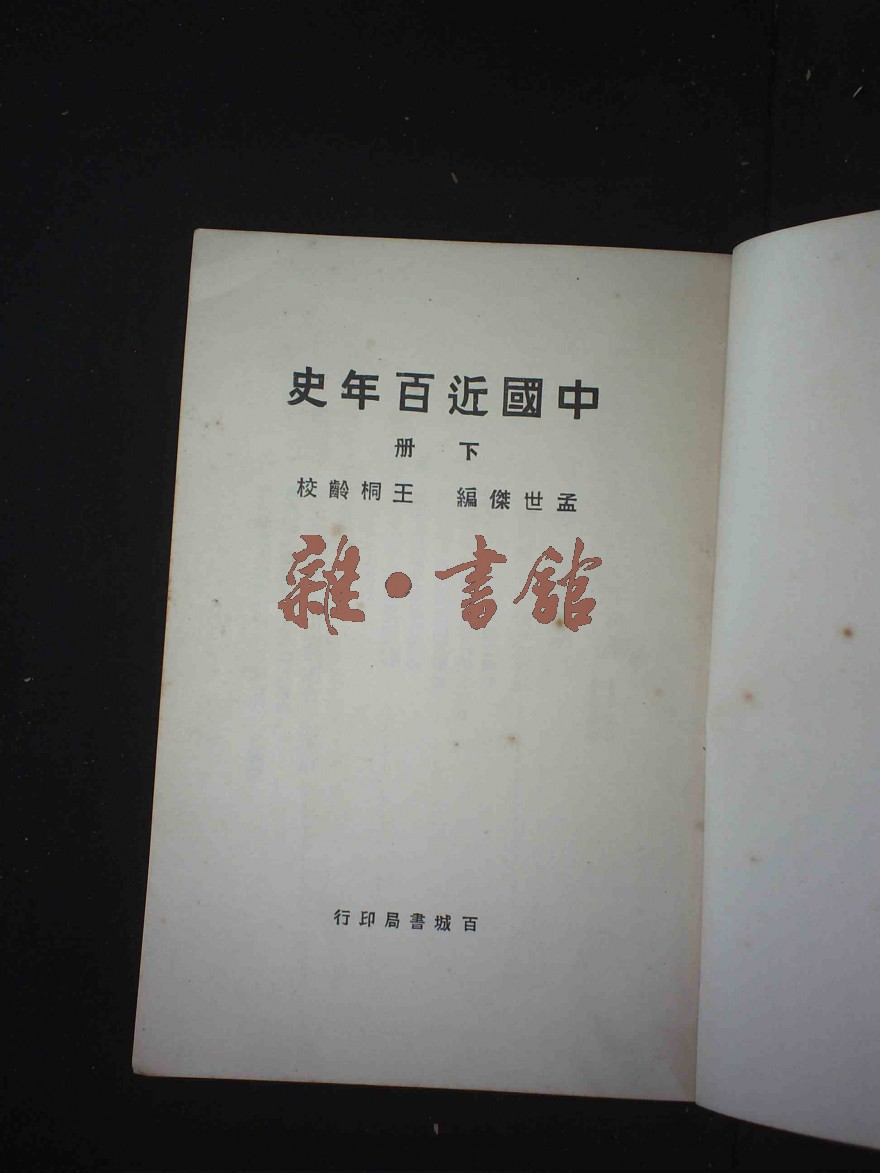 中國近百年史
下册
孟世傑編 王桐齡校
雜·書館
百城書局印行